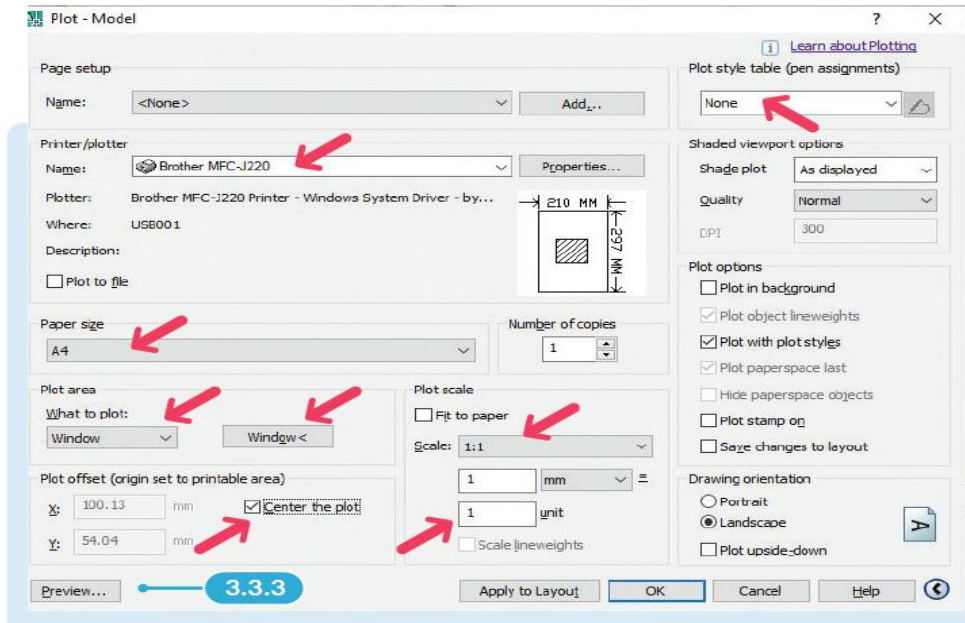 Plot - Model
? X
i Learn about Plotting
Page setup
Name: <None> Add...
Plot style table (pen assignments)
None
Printer/plotter
Name: Brother MFC-J220 Properties...
Plotter: Brother MFC-J220 Printer - Windows System Driver - by...
Where: USB001
Description:
Plot to file
210 MM
297 MM
Shaded viewport options
Shade plot As displayed
Quality Normal
DPI 300
Paper size
A4
Number of copies
1
Plot area
What to plot:
Window Window<
Plot scale
Fit to paper
Scale: 1:1
1 mm =
1 unit
Scale lineweights
Plot offset (origin set to printable area)
X: 100.13 mm Center the plot
Y: 54.04 mm
Plot options
Plot in background
Plot object lineweights
Plot with plot styles
Plot paperspace last
Hide paperspace objects
Plot stamp on
Save changes to layout
Drawing orientation
Portrait
Landscape
Plot upside-down
A
Preview... 3.3.3 Apply to Layout OK Cancel Help